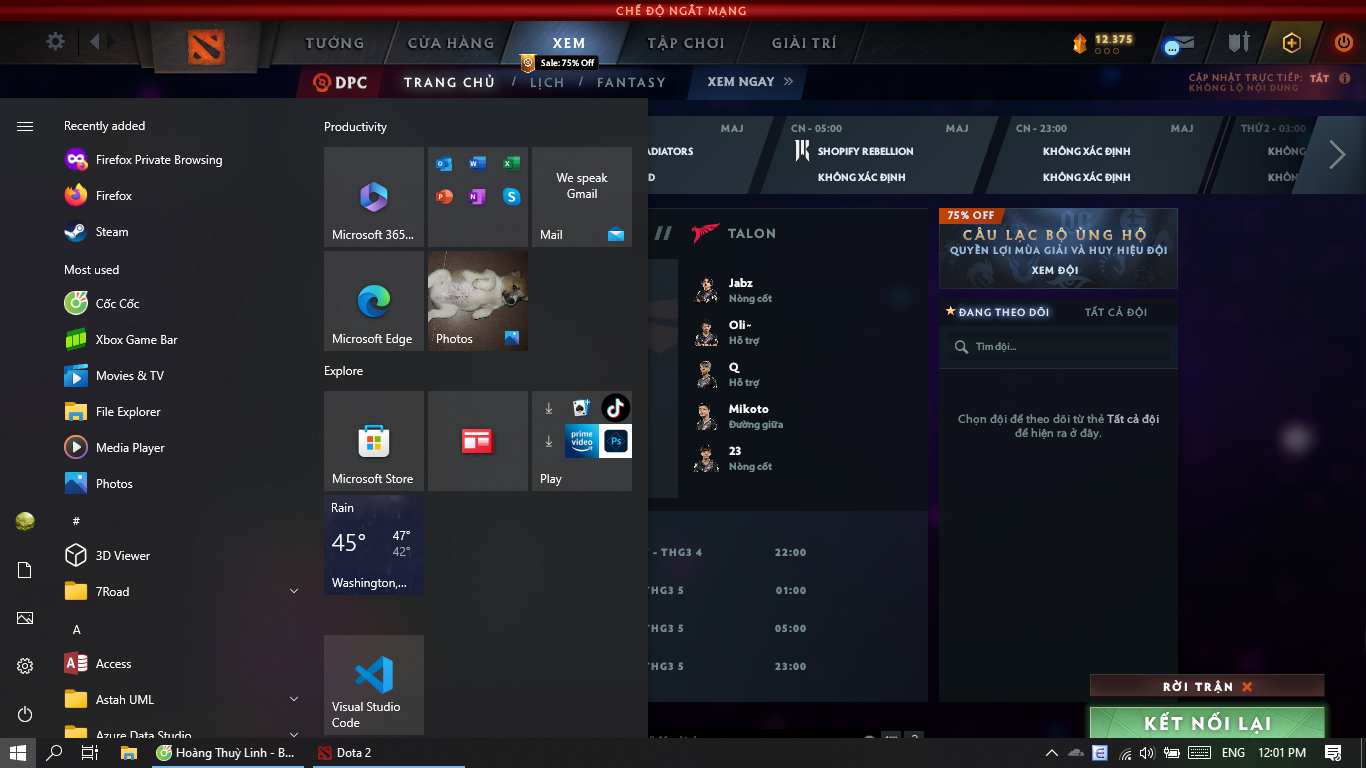 CHẾ ĐỘ NGẮT MẠNG
TƯỚNG
CỬA HÀNG
XEM
TẬP CHƠI
GIẢI TRÍ
12.375
Sale: 75% Off
DPC
TRANG CHỦ / LỊCH / FANTASY
XEM NGAY
CẬP NHẬT TRỰC TIẾP: TẮT
KHÔNG LỘ NỘI DUNG
Recently added
Firefox Private Browsing
Firefox
Steam
Most used
Cốc Cốc
Xbox Game Bar
Movies & TV
File Explorer
Media Player
Photos
#
3D Viewer
7Road
A
Access
Astah UML
Azure Data Studio
Productivity
Microsoft 365...
We speak
Gmail
Mail
Microsoft Edge
Photos
Explore
Microsoft Store
prime video
Ps
Play
Rain
45°
47°
42°
Washington,...
Visual Studio
Code
MAJ
ADIATORS
D
CN - 05:00
MAJ
SHOPIFY REBELLION
KHÔNG XÁC ĐỊNH
CN - 23:00
MAJ
KHÔNG XÁC ĐỊNH
KHÔNG XÁC ĐỊNH
THỨ 2 - 03:00
KHÔNG
KHÔN
TALON
Jabz
Nòng cốt
Oli~
Hỗ trợ
Q
Hỗ trợ
Mikoto
Đường giữa
23
Nòng cốt
- THG3 4
22:00
THG3 5
01:00
THG3 5
05:00
THG3 5
23:00
75% OFF
CÂU LẠC BỘ ỦNG HỘ
QUYỀN LỢI MÙA GIẢI VÀ HUY HIỆU ĐỘI
XEM ĐỘI
ĐANG THEO DÕI
TẤT CẢ ĐỘI
Tìm đội...
Chọn đội để theo dõi từ thẻ Tất cả đội
để hiện ra ở đây.
RỜI TRẬN
KẾT NỐI LẠI
Hoàng Thuỳ Linh - B...
Dota 2
ENG
12:01 PM